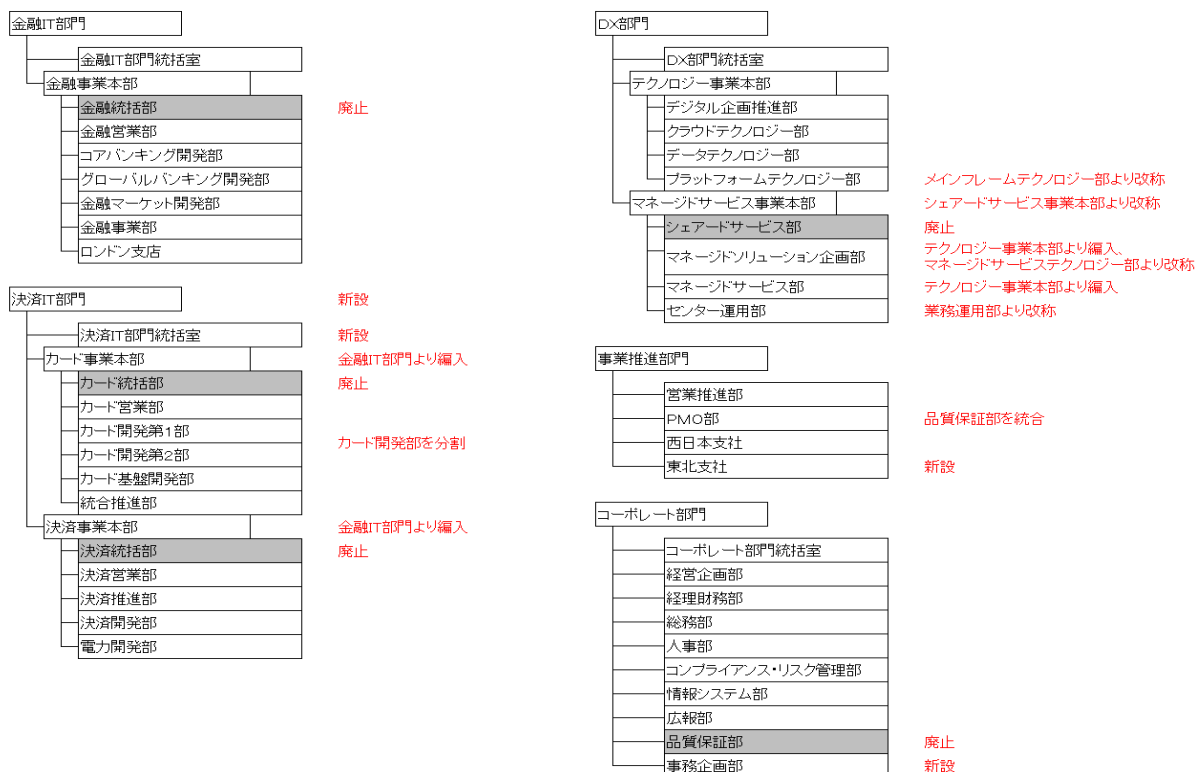 金融IT部門
金融IT部門統括室
金融事業本部
金融統括部 廃止
金融営業部
コアバンキング開発部
グローバルバンキング開発部
金融マーケット開発部
金融事業部
ロンドン支店
決済IT部門 新設
決済IT部門統括室 新設
カード事業本部 金融IT部門より編入
カード統括部 廃止
カード営業部
カード開発第1部
カード開発部を分割
カード開発第2部
カード基盤開発部
統合推進部
決済事業本部 金融IT部門より編入
決済統括部 廃止
決済営業部
決済推進部
決済開発部
電力開発部
DX部門
DX部門統括室
テクノロジー事業本部
デジタル企画推進部
クラウドテクノロジー部
データテクノロジー部
プラットフォームテクノロジー部 メインフレームテクノロジー部より改称
マネージドサービス事業本部 シェアードサービス事業本部より改称
シェアードサービス部 廃止
マネージドソリューション企画部 テクノロジー事業本部より編入、
マネージドサービステクノロジー部より改称
マネージドサービス部 テクノロジー事業本部より編入
センター運用部 業務運用部より改称
事業推進部門
営業推進部
PMO部 品質保証部を統合
西日本支社
東北支社 新設
コーポレート部門
コーポレート部門統括室
経営企画部
経理財務部
総務部
人事部
コンプライアンス・リスク管理部
情報システム部
広報部
品質保証部 廃止
事務企画部 新設